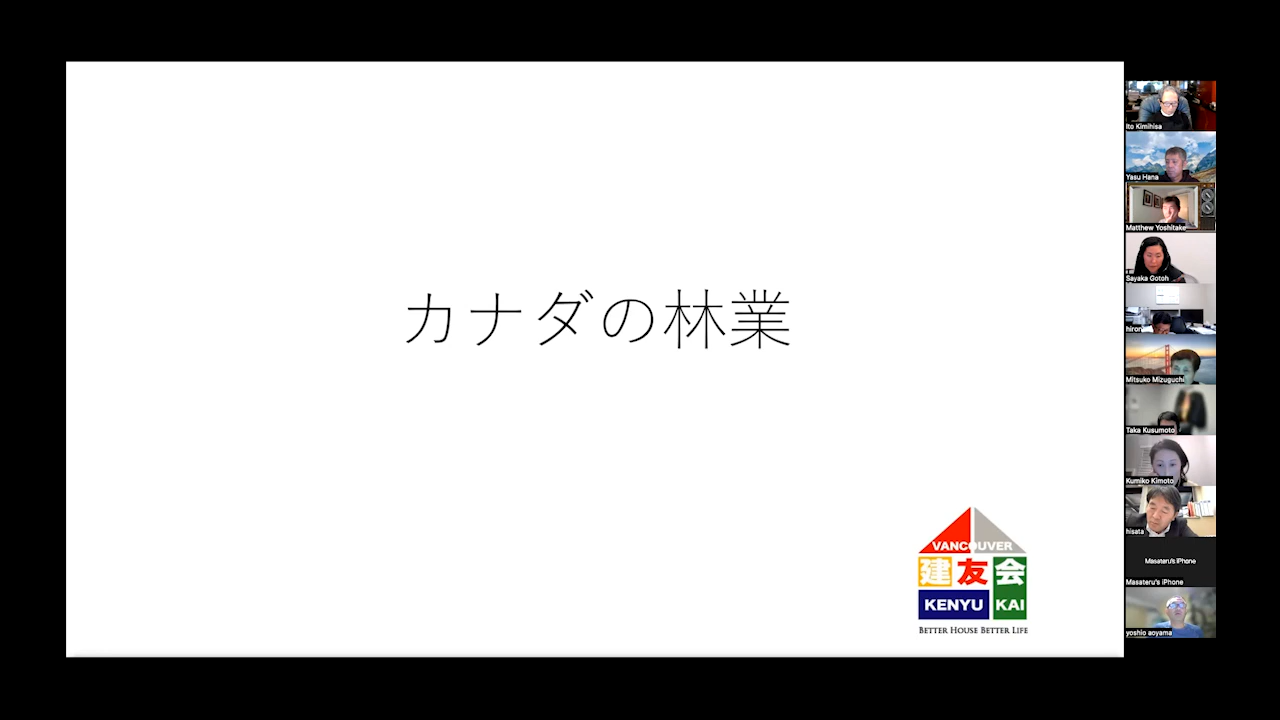 カナダの林業
VANCOUVER
建友会
KENYU KAI
BETTER HOUSE BETTER LIFE
Ito Kimihisa
Yasu Hana
Matthew Yoshitake
Sayaka Gotoh
Mitsuko Mizuguchi
Taka Kusumoto
Kumiko Kimoto
hisata
Masateru's iPhone
Masateru's iPhone
yoshio aoyama